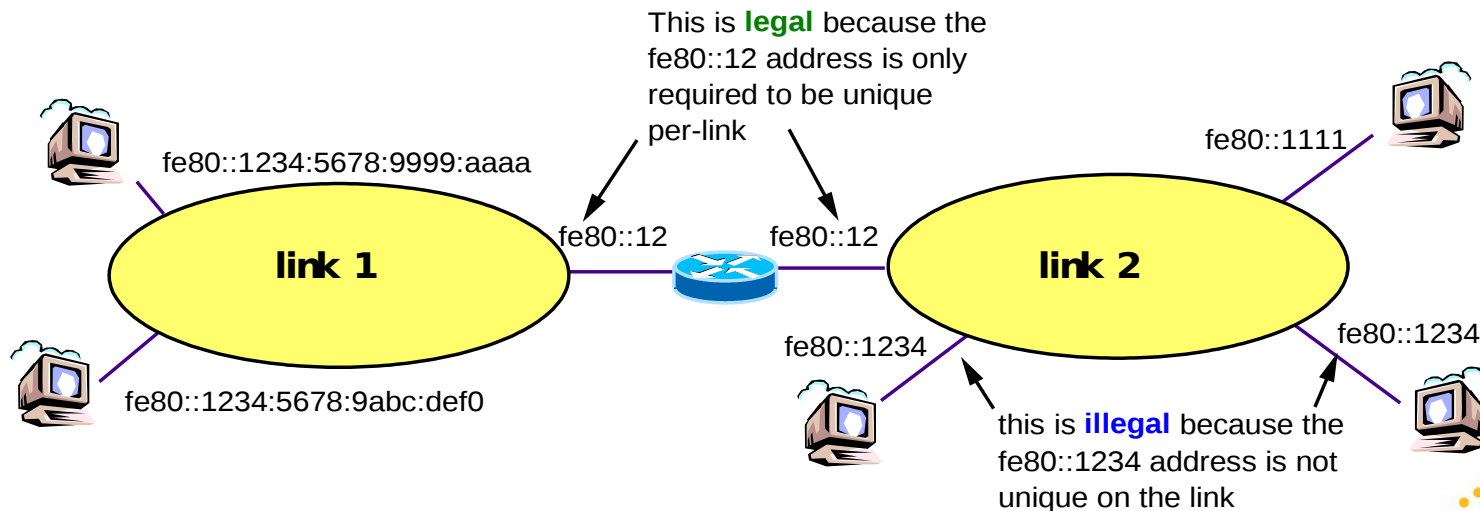 This is legal because the
fe80::12 address is only
required to be unique
per-link
fe80::1111
fe80::1234:5678:9999:aaaa
fe80::12
fe80::12
link 1
link 2
fe80::1234
fe80::1234
fe80::1234:5678:9abc:def0
this is illegal because the
fe80::1234 address is not
unique on the link